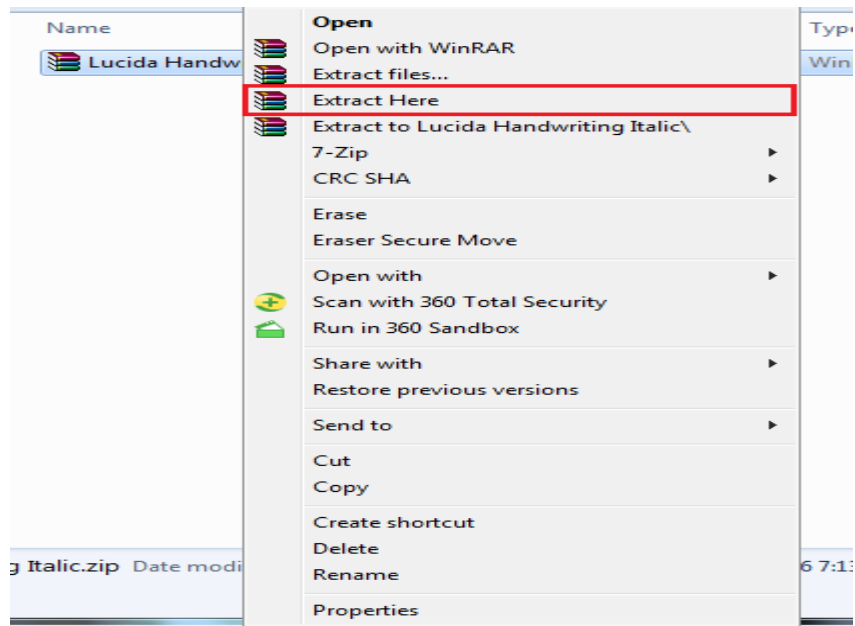 Name
Lucida Handw
Open
Open with WinRAR
Extract files...
Extract Here
Extract to Lucida Handwriting Italic\
7-Zip
CRC SHA
Erase
Eraser Secure Move
Open with
Scan with 360 Total Security
Run in 360 Sandbox
Share with
Restore previous versions
Send to
Cut
Copy
Create shortcut
Delete
Rename
Properties
Typ
Win
g Italic.zip Date modi
6 7:13